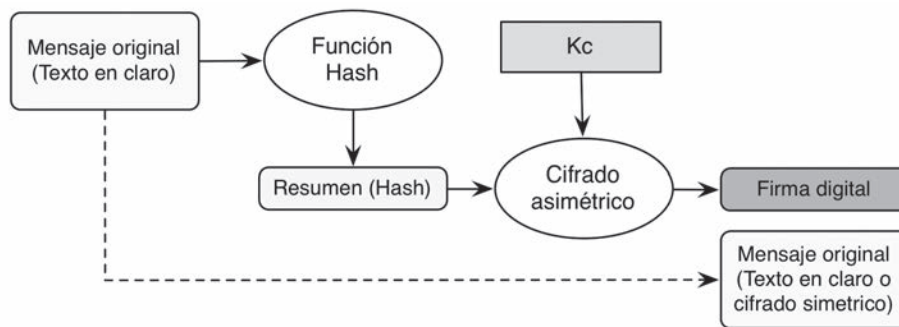 Mensaje original
(Texto en claro)
Función
Hash
Kc
Resumen (Hash)
Cifrado
asimétrico
Firma digital
Mensaje original
(Texto en claro o
cifrado simetrico)